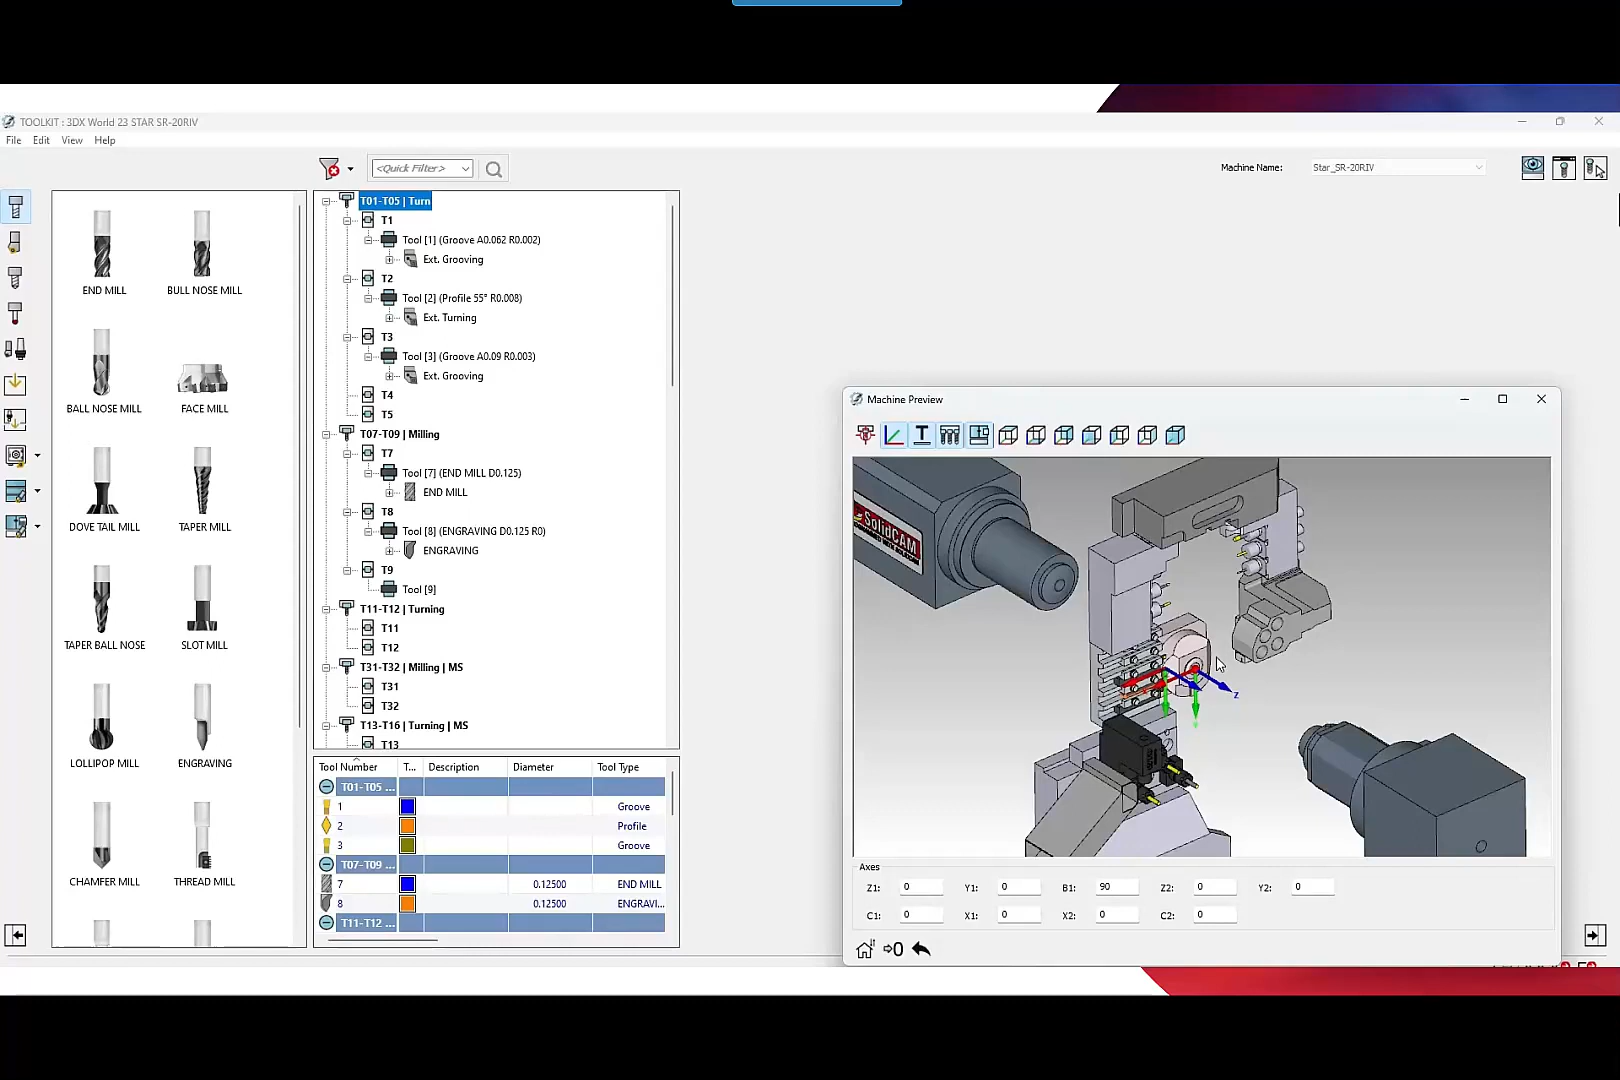 TOOLKIT : 3DX World 23 STAR SR-20RIV
File Edit View Help
<Quick Filter>
Machine Name: Star_SR-20RIV
END MILL
BULL NOSE MILL
BALL NOSE MILL
FACE MILL
DOVE TAIL MILL
TAPER MILL
TAPER BALL NOSE
SLOT MILL
LOLLIPOP MILL
ENGRAVING
CHAMFER MILL
THREAD MILL
T01-T05 | Turn
T1
Tool [1] (Groove A0.062 R0.002)
Ext. Grooving
T2
Tool [2] (Profile 55° R0.008)
Ext. Turning
T3
Tool [3] (Groove A0.09 R0.003)
Ext. Grooving
T4
T5
T07-T09 | Milling
T7
Tool [7] (END MILL D0.125)
END MILL
T8
Tool [8] (ENGRAVING D0.125 R0)
ENGRAVING
T9
Tool [9]
T11-T12 | Turning
T11
T12
T31-T32 | Milling | MS
T31
T32
T13-T16 | Turning | MS
T13
Tool Number T... Description Diameter Tool Type
T01-T05 ...
1 Groove
2 Profile
3 Groove
T07-T09 ...
7 0.12500 END MILL
8 0.12500 ENGRAVI...
T11-T12 ...
Machine Preview
SolidCAM
Z
Axes
Z1: 0 Y1: 0 B1: 90 Z2: 0 Y2: 0
C1: 0 X1: 0 X2: 0 C2: 0